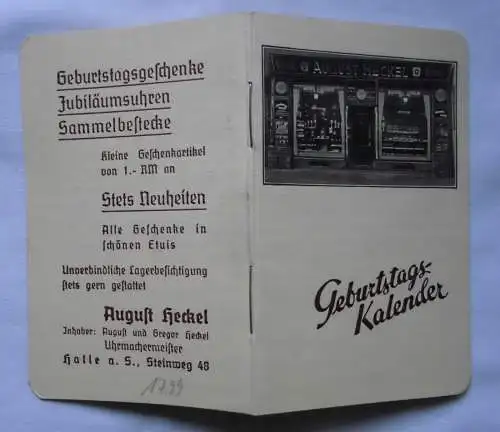 Geburtstagsgeschenke
Jubiläumsuhren
Sammelbestecke
Kleine Geschenkartikel
von 1.- RM an
Stets Neuheiten
Alle Geschenke in
schönen Etuis
Unverbindliche Lagerbesichtigung
stets gern gestattet
August Heckel
Inhaber: August und Gregor Heckel
Uhrmachermeister
Halle a. S., Steinweg 48
1799
AUGUST HECKEL
Geburtstags-
Kalender